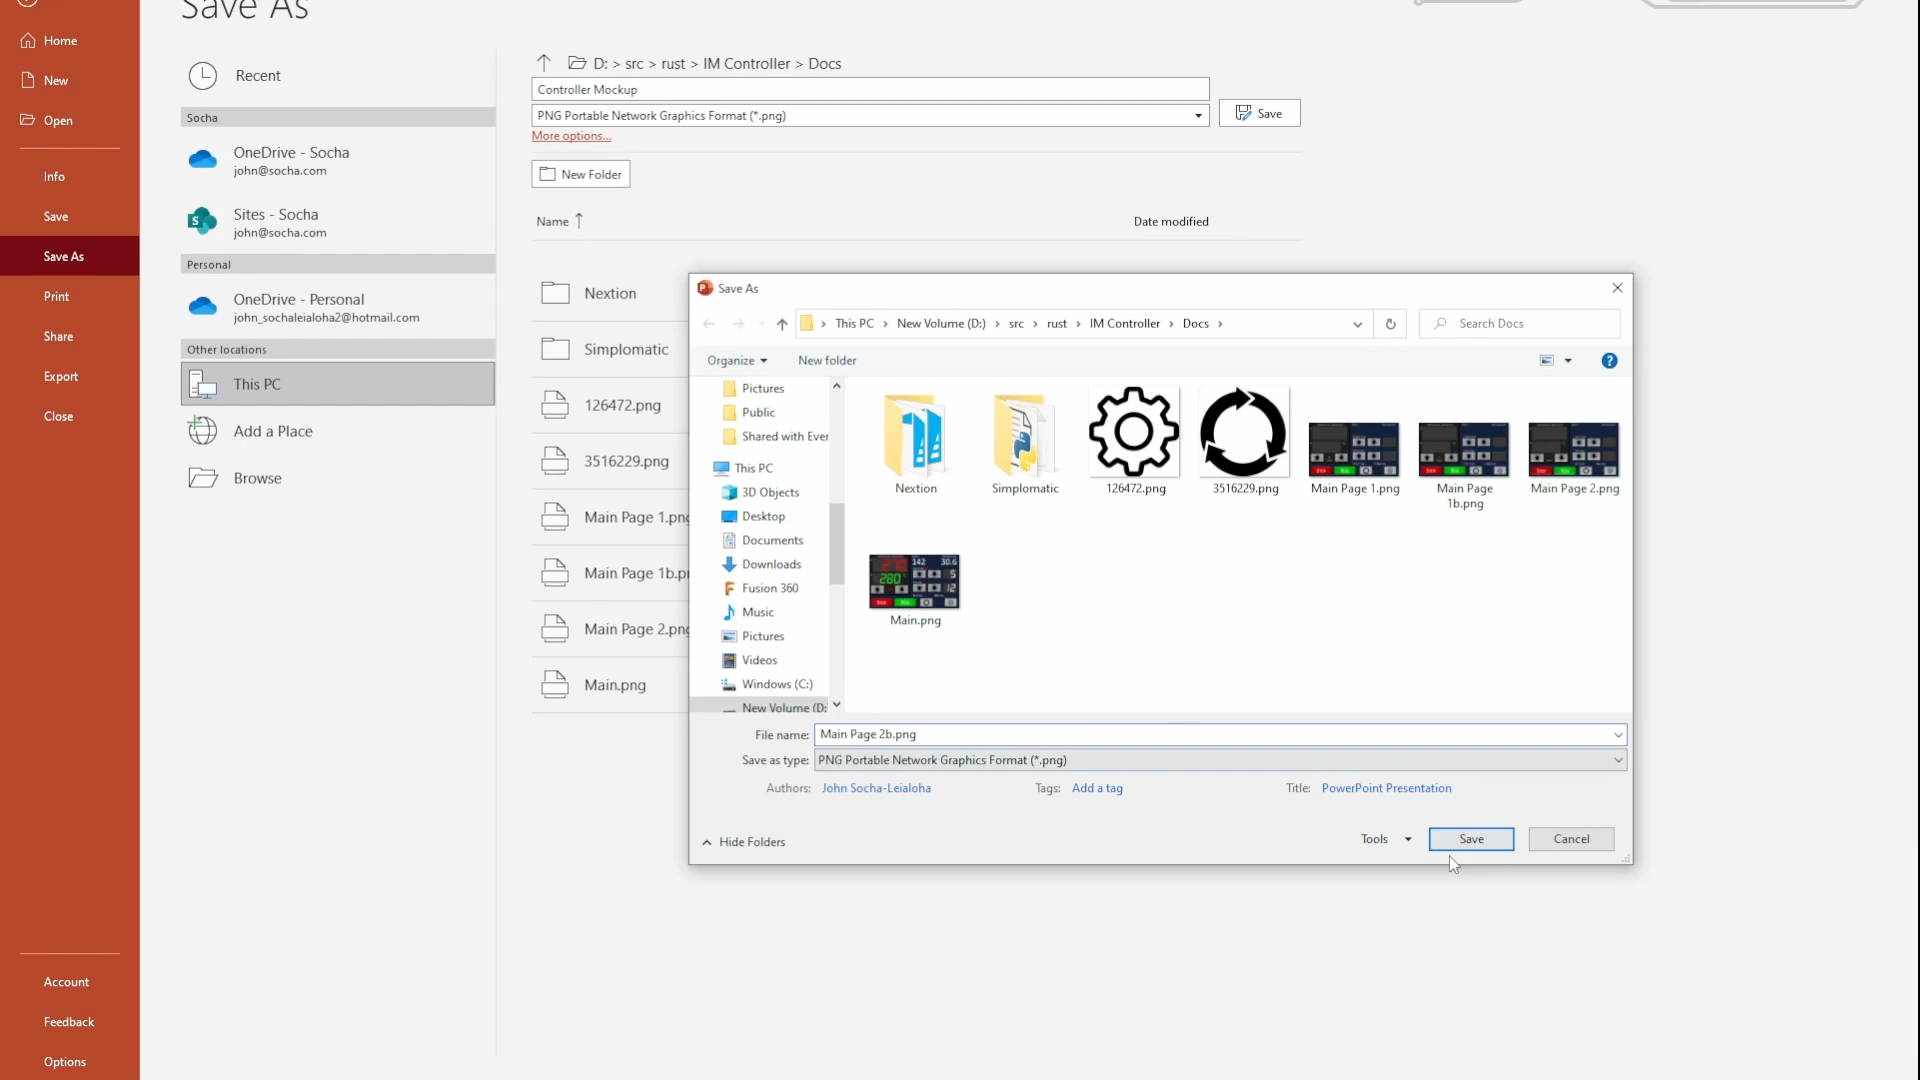 Save As
Home
New
Open
Info
Save
Save As
Print
Share
Export
Close
Account
Feedback
Options
Recent
Socha
OneDrive - Socha
john@socha.com
Sites - Socha
john@socha.com
Personal
OneDrive - Personal
john_sochaleialoha2@hotmail.com
Other locations
This PC
Add a Place
Browse
D: > src > rust > IM Controller > Docs
Controller Mockup
PNG Portable Network Graphics Format (*.png)
Save
More options...
New Folder
Name
Date modified
Nextion
Simplomatic
126472.png
3516229.png
Main Page 1.png
Main Page 1b.pn
Main Page 2.png
Main.png
Save As
This PC > New Volume (D:) > src > rust > IM Controller > Docs >
Search Docs
Organize
New folder
Pictures
Public
Shared with Ever
This PC
3D Objects
Desktop
Documents
Downloads
Fusion 360
Music
Pictures
Videos
Windows (C:)
New Volume (D:
Nextion
Simplomatic
126472.png
3516229.png
Main Page 1.png
Main Page
1b.png
Main Page 2.png
142 30.6
280
5
12
Main.png
File name: Main Page 2b.png
Save as type: PNG Portable Network Graphics Format (*.png)
Authors: John Socha-Leialoha
Tags: Add a tag
Title: PowerPoint Presentation
Hide Folders
Tools
Save
Cancel